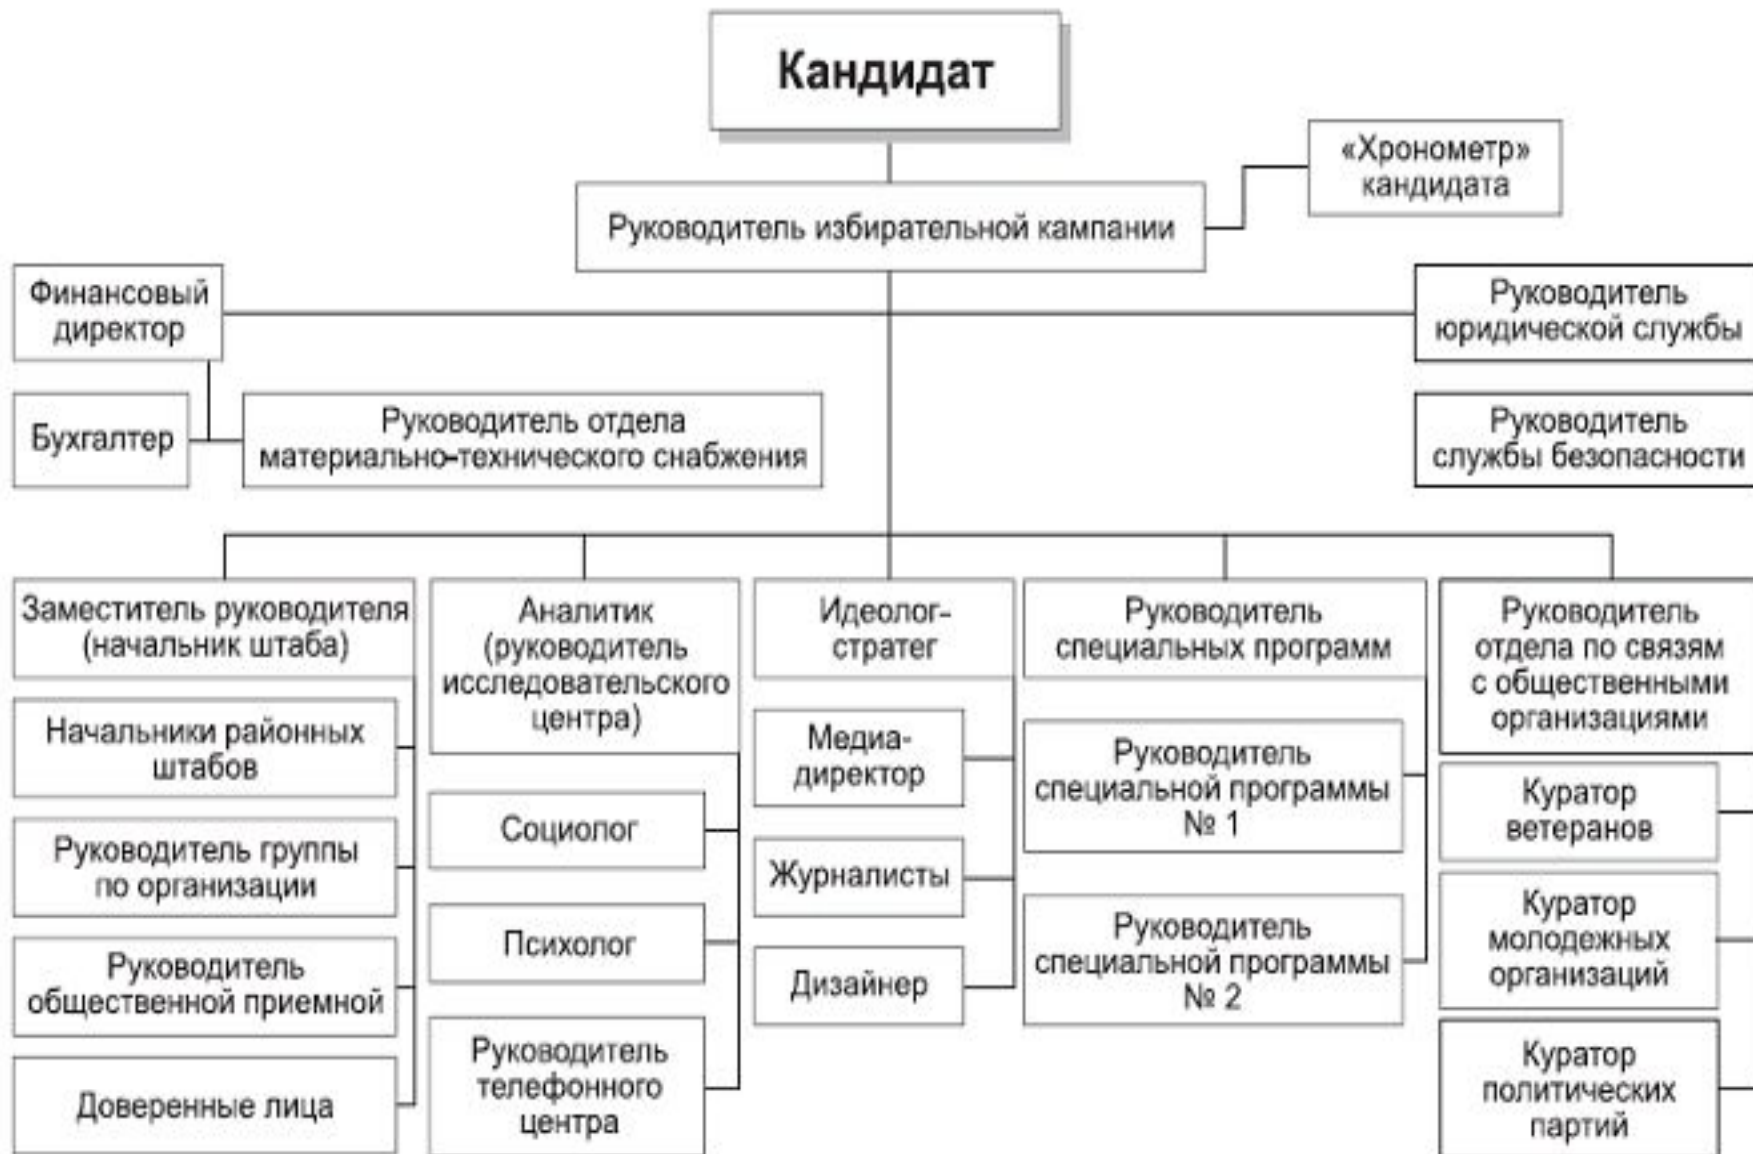 Кандидат
«Хронометр»
кандидата
Руководитель избирательной кампании
Финансовый
директор
Руководитель
юридической службы
Бухгалтер
Руководитель отдела
материально-технического снабжения
Руководитель
службы безопасности
Заместитель руководителя
(начальник штаба)
Начальники районных
штабов
Руководитель группы
по организации
Руководитель
общественной приемной
Доверенные лица
Аналитик
(руководитель
исследовательского
центра)
Социолог
Психолог
Руководитель
телефонного
центра
Идеолог-
стратег
Медиа-
директор
Журналисты
Дизайнер
Руководитель
специальных программ
Руководитель
специальной программы
№ 1
Руководитель
специальной программы
№ 2
Руководитель
отдела по связям
с общественными
организациями
Куратор
ветеранов
Куратор
молодежных
организаций
Куратор
политических
партий